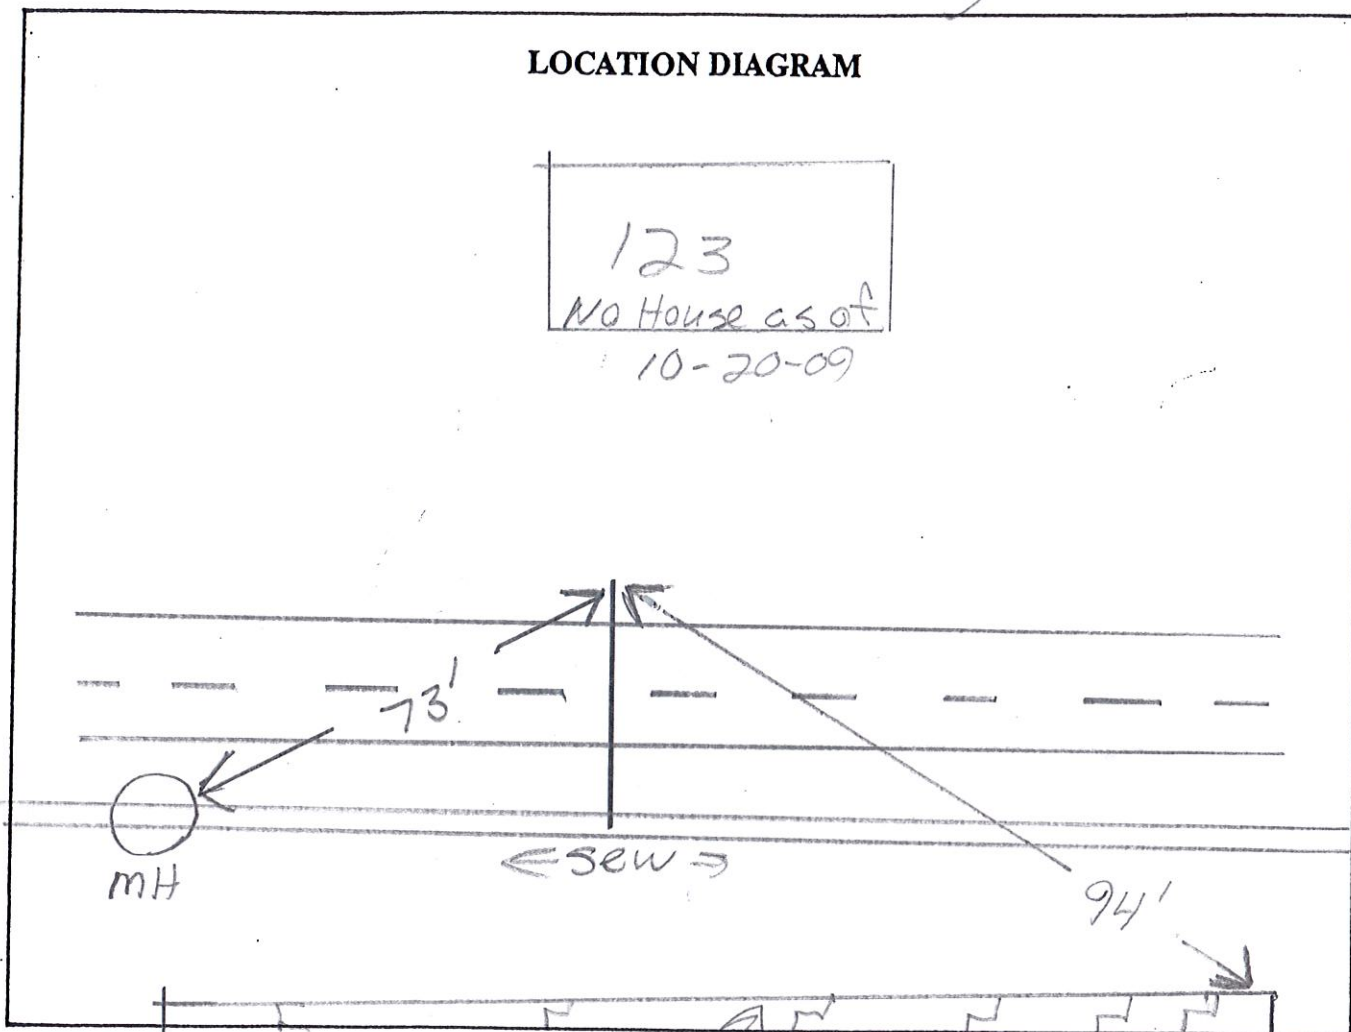 LOCATION DIAGRAM
123
No House as of
10-20-09
73'
<-sew->
MH
94'